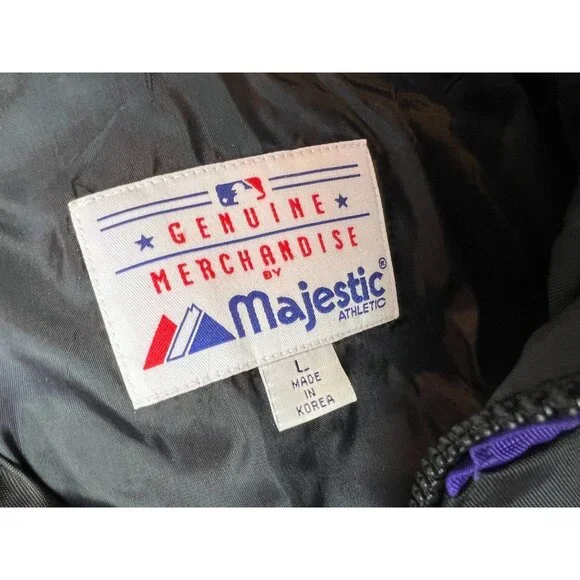 GENUINE
MERCHANDISE
BY
Majestic®
ATHLETIC
L
MADE
IN
KOREA